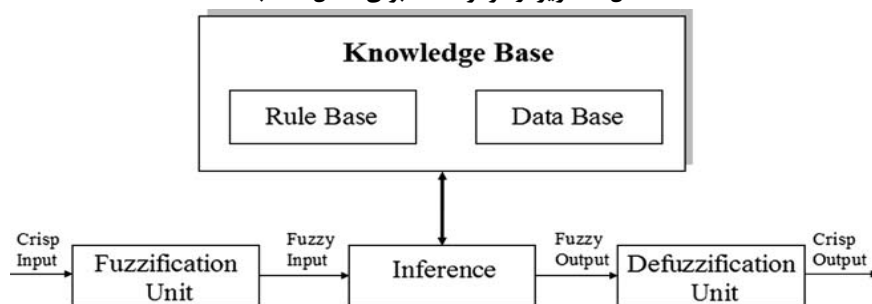 Knowledge Base
Rule Base
Data Base
Crisp
Input
Fuzzification
Unit
Fuzzy
Input
Inference
Fuzzy
Output
Defuzzification
Unit
Crisp
Output